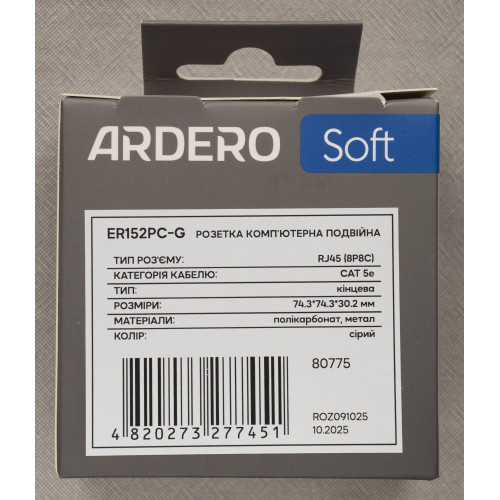 ARDERO Soft
ER152PC-G РОЗЕТКА КОМП'ЮТЕРНА ПОДВІЙНА
ТИП РОЗ'ЄМУ: RJ45 (8P8C)
КАТЕГОРІЯ КАБЕЛЮ: CAT 5e
ТИП: кінцева
РОЗМІРИ: 74.3*74.3*30.2 мм
МАТЕРІАЛИ: полікарбонат, метал
КОЛІР: сірий
80775
ROZ091025
10.2025
4 820273 277451